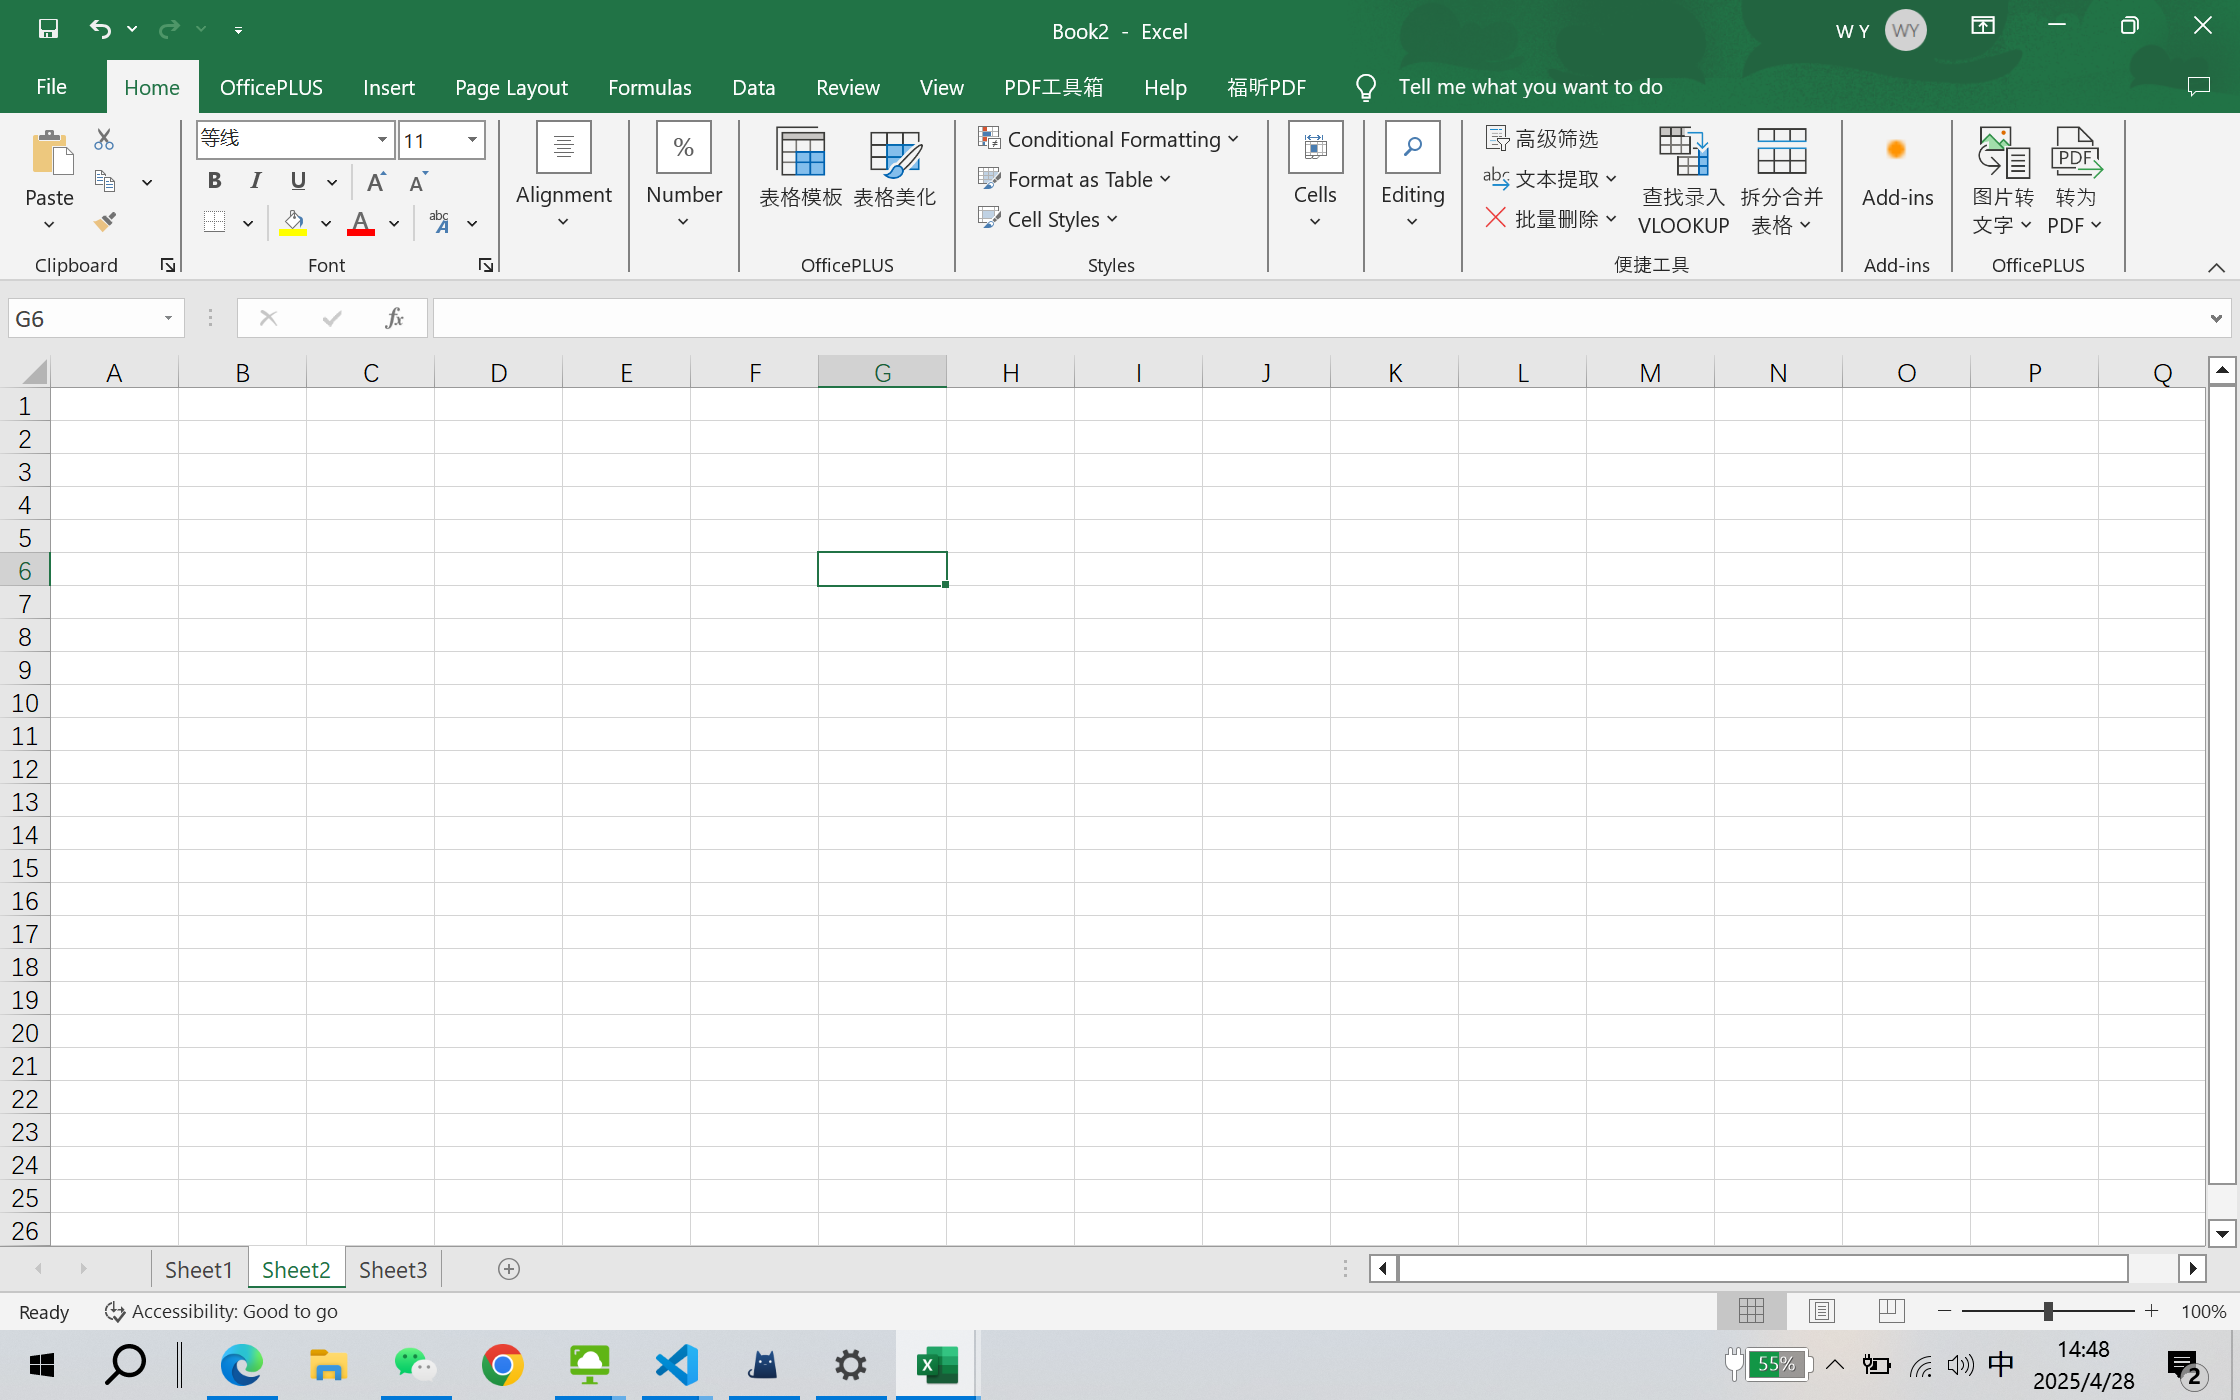 Book2 - Excel
W Y
WY
File
Home
OfficePLUS
Insert
Page Layout
Formulas
Data
Review
View
PDF工具箱
Help
福昕PDF
Tell me what you want to do
Paste
Clipboard
等线
11
B I U A A
A
abc A
Font
Alignment
%
Number
表格模板
表格美化
OfficePLUS
Conditional Formatting
Format as Table
Cell Styles
Styles
Cells
Editing
高级筛选
abc 文本提取
批量删除
查找录入
VLOOKUP
拆分合并
表格
便捷工具
Add-ins
Add-ins
图片转
文字
PDF
转为
PDF
OfficePLUS
G6
fx
A B C D E F G H I J K L M N O P Q
1
2
3
4
5
6
7
8
9
10
11
12
13
14
15
16
17
18
19
20
21
22
23
24
25
26
Sheet1
Sheet2
Sheet3
Ready
Accessibility: Good to go
100%
X
55%
中
14:48
2025/4/28
2